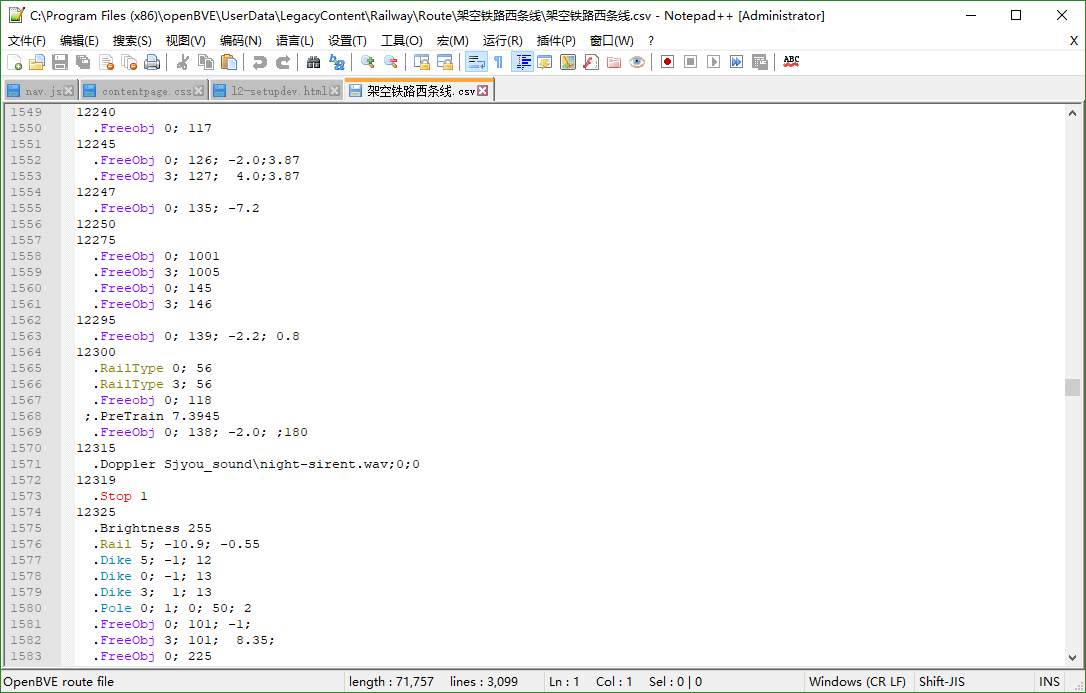 C:\Program Files (x86)\openBVE\UserData\LegacyContent\Railway\Route\架空铁路西条线\架空铁路西条线.csv - Notepad++ [Administrator]
文件(F) 编辑(E) 搜索(S) 视图(V) 编码(N) 语言(L) 设置(T) 工具(O) 宏(M) 运行(R) 插件(P) 窗口(W) ? X
nav.js contentpage.css l2-setupdev.html 架空铁路西条线.csv
1549 12240
1550 .Freeobj 0; 117
1551 12245
1552 .FreeObj 0; 126; -2.0;3.87
1553 .FreeObj 3; 127;  4.0;3.87
1554 12247
1555 .FreeObj 0; 135; -7.2
1556 12250
1557 12275
1558 .FreeObj 0; 1001
1559 .FreeObj 3; 1005
1560 .FreeObj 0; 145
1561 .FreeObj 3; 146
1562 12295
1563 .Freeobj 0; 139; -2.2; 0.8
1564 12300
1565 .RailType 0; 56
1566 .RailType 3; 56
1567 .Freeobj 0; 118
1568 ;.PreTrain 7.3945
1569 .FreeObj 0; 138; -2.0; ;180
1570 12315
1571 .Doppler Sjyou_sound\night-sirent.wav;0;0
1572 12319
1573 .Stop 1
1574 12325
1575 .Brightness 255
1576 .Rail 5; -10.9; -0.55
1577 .Dike 5; -1; 12
1578 .Dike 0; -1; 13
1579 .Dike 3;  1; 13
1580 .Pole 0; 1; 0; 50; 2
1581 .FreeObj 0; 101; -1;
1582 .FreeObj 3; 101;  8.35;
1583 .FreeObj 0; 225
OpenBVE route file length : 71,757 lines : 3,099 Ln : 1 Col : 1 Sel : 0 | 0 Windows (CR LF) Shift-JIS INS